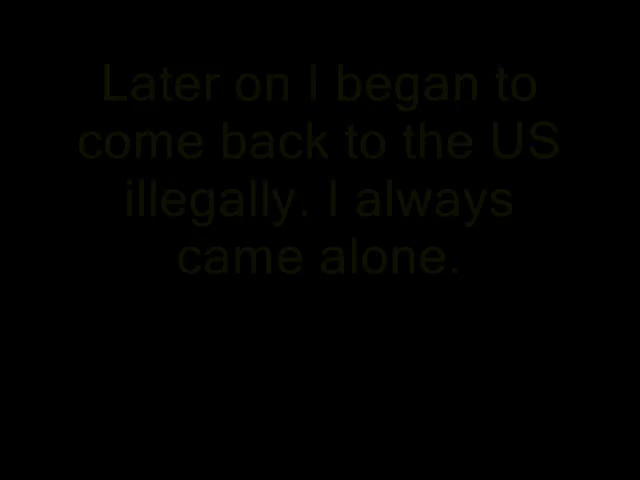 Later on I began to
come back to the US
illegally. I always
came alone.